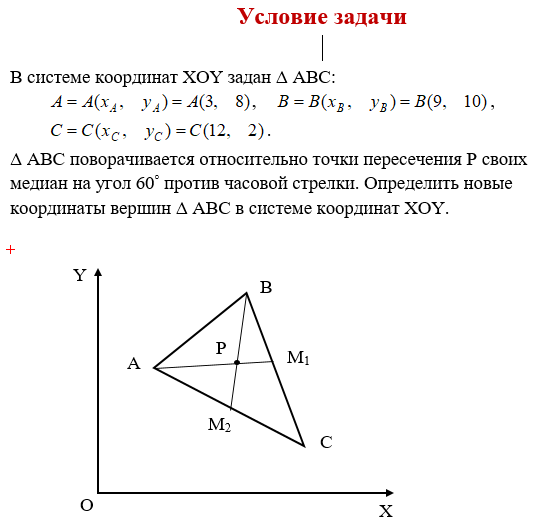 Условие задачи
В системе координат XOY задан Δ ABC:
A = A(x_A, y_A) = A(3, 8), B = B(x_B, y_B) = B(9, 10),
C = C(x_C, y_C) = C(12, 2).
Δ ABC поворачивается относительно точки пересечения P своих
медиан на угол 60° против часовой стрелки. Определить новые
координаты вершин Δ ABC в системе координат XOY.
+
Y
B
P
A
M₁
M₂
C
O
X